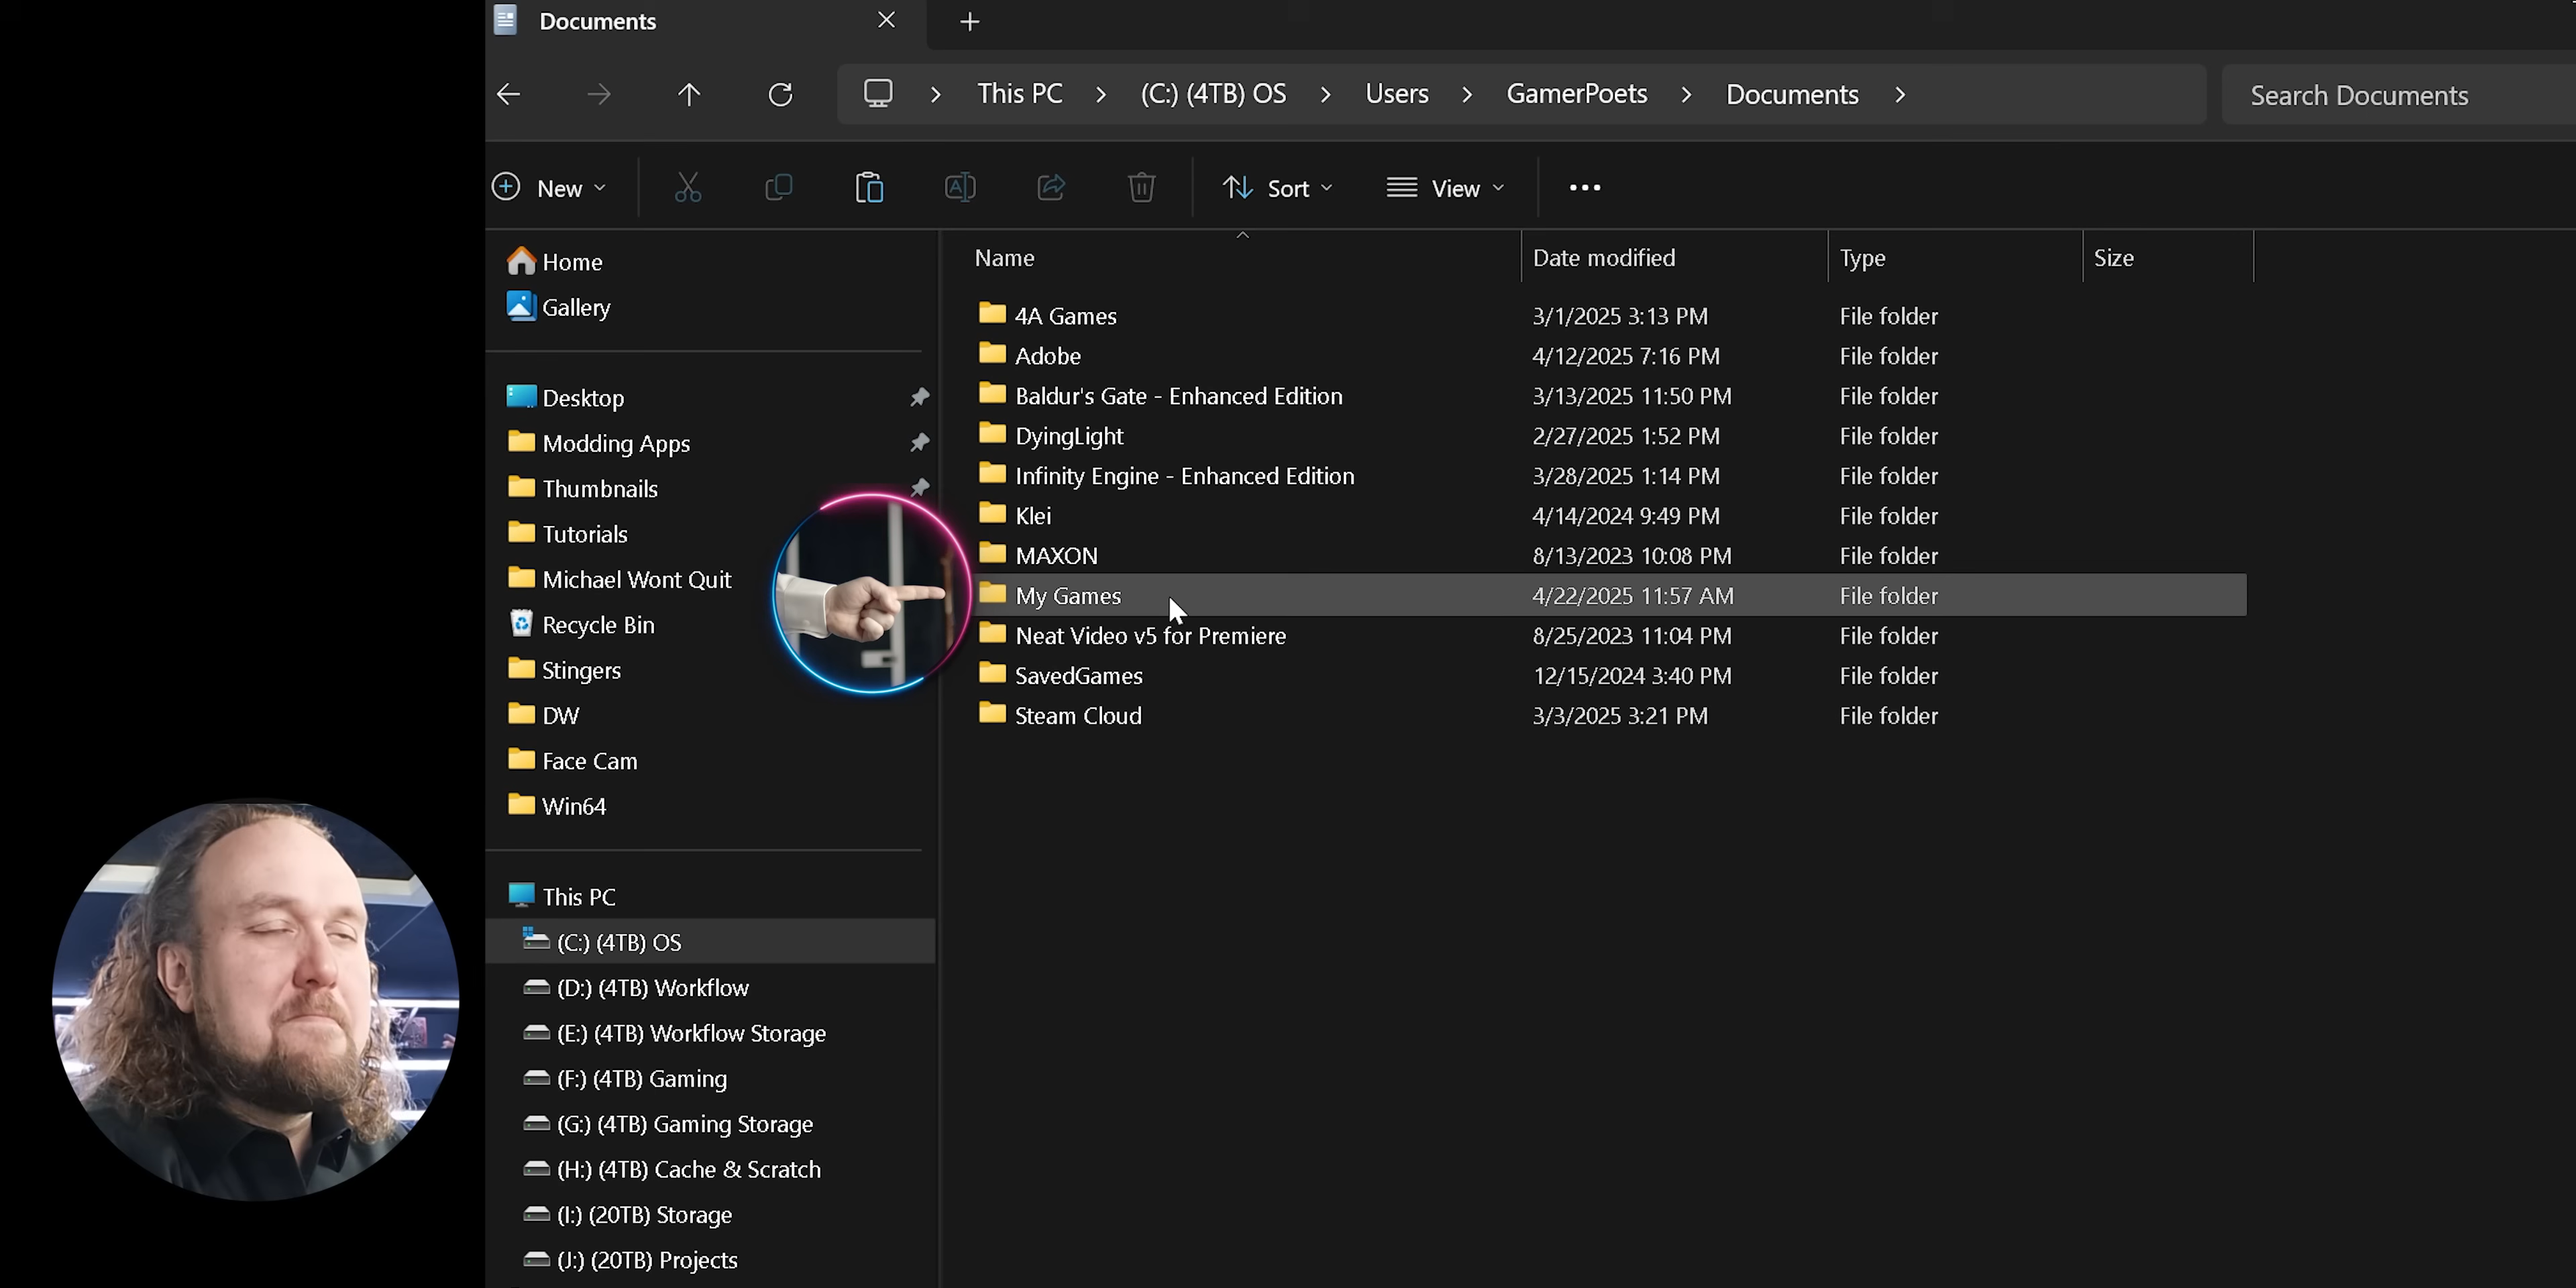 Documents
This PC > (C:) (4TB) OS > Users > GamerPoets > Documents >
Search Documents
New
Sort
View
Home
Gallery
Desktop
Modding Apps
Thumbnails
Tutorials
Michael Wont Quit
Recycle Bin
Stingers
DW
Face Cam
Win64
This PC
(C:) (4TB) OS
(D:) (4TB) Workflow
(E:) (4TB) Workflow Storage
(F:) (4TB) Gaming
(G:) (4TB) Gaming Storage
(H:) (4TB) Cache & Scratch
(I:) (20TB) Storage
(J:) (20TB) Projects
Name Date modified Type Size
4A Games 3/1/2025 3:13 PM File folder
Adobe 4/12/2025 7:16 PM File folder
Baldur's Gate - Enhanced Edition 3/13/2025 11:50 PM File folder
DyingLight 2/27/2025 1:52 PM File folder
Infinity Engine - Enhanced Edition 3/28/2025 1:14 PM File folder
Klei 4/14/2024 9:49 PM File folder
MAXON 8/13/2023 10:08 PM File folder
My Games 4/22/2025 11:57 AM File folder
Neat Video v5 for Premiere 8/25/2023 11:04 PM File folder
SavedGames 12/15/2024 3:40 PM File folder
Steam Cloud 3/3/2025 3:21 PM File folder